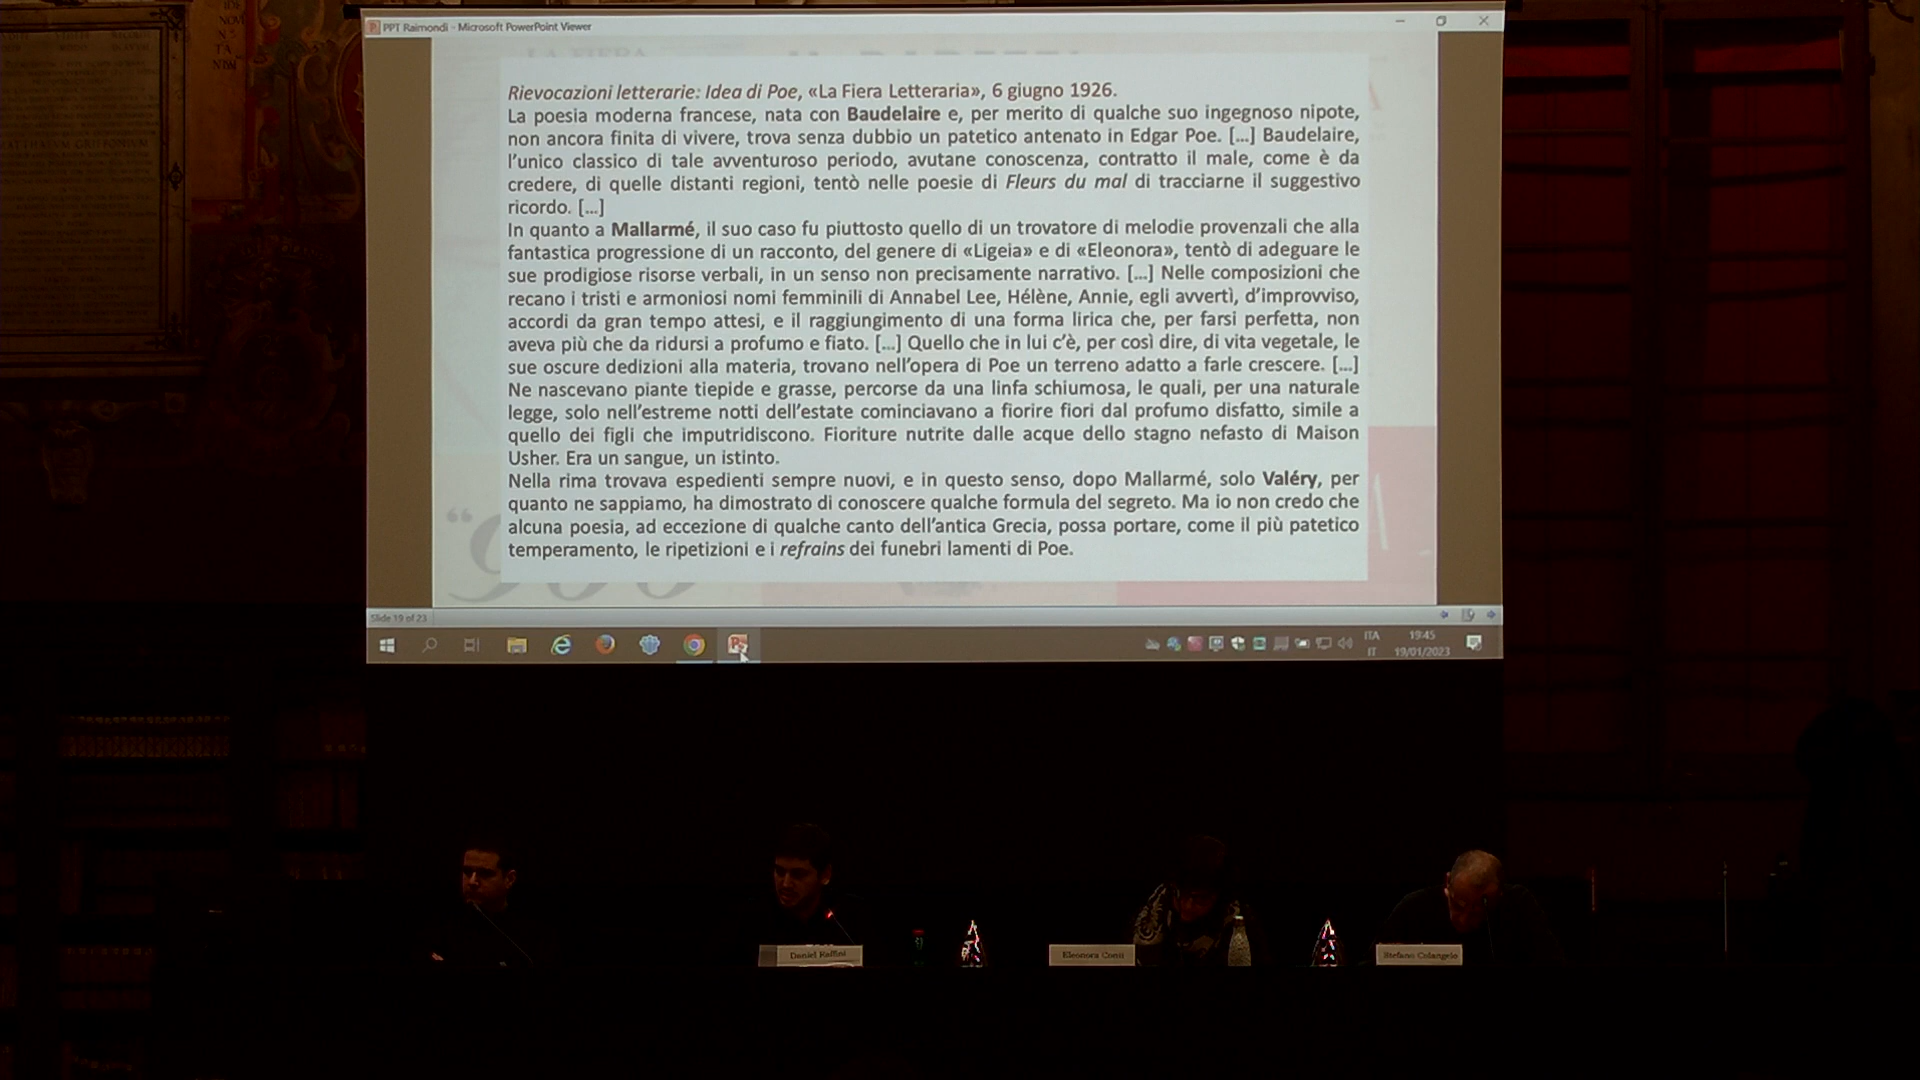 PPT Raimondi - Microsoft PowerPoint Viewer
LA FIERA
Rievocazioni letterarie: Idea di Poe, «La Fiera Letteraria», 6 giugno 1926.
La poesia moderna francese, nata con Baudelaire e, per merito di qualche suo ingegnoso nipote,
non ancora finita di vivere, trova senza dubbio un patetico antenato in Edgar Poe. [...] Baudelaire,
l'unico classico di tale avventuroso periodo, avutane conoscenza, contratto il male, come è da
credere, di quelle distanti regioni, tentò nelle poesie di Fleurs du mal di tracciarne il suggestivo
ricordo. [...]
In quanto a Mallarmé, il suo caso fu piuttosto quello di un trovatore di melodie provenzali che alla
fantastica progressione di un racconto, del genere di «Ligeia» e di «Eleonora», tentò di adeguare le
sue prodigiose risorse verbali, in un senso non precisamente narrativo. [...] Nelle composizioni che
recano i tristi e armoniosi nomi femminili di Annabel Lee, Hélène, Annie, egli avvertì, d'improvviso,
accordi da gran tempo attesi, e il raggiungimento di una forma lirica che, per farsi perfetta, non
aveva più che da ridursi a profumo e fiato. [...] Quello che in lui c'è, per così dire, di vita vegetale, le
sue oscure dedizioni alla materia, trovano nell'opera di Poe un terreno adatto a farle crescere. [...]
Ne nascevano piante tiepide e grasse, percorse da una linfa schiumosa, le quali, per una naturale
legge, solo nell'estreme notti dell'estate cominciavano a fiorire fiori dal profumo disfatto, simile a
quello dei figli che imputridiscono. Fioriture nutrite dalle acque dello stagno nefasto di Maison
Usher. Era un sangue, un istinto.
Nella rima trovava espedienti sempre nuovi, e in questo senso, dopo Mallarmé, solo Valéry, per
quanto ne sappiamo, ha dimostrato di conoscere qualche formula del segreto. Ma io non credo che
alcuna poesia, ad eccezione di qualche canto dell'antica Grecia, possa portare, come il più patetico
temperamento, le ripetizioni e i refrains dei funebri lamenti di Poe.
Slide 19 of 23
ITA 19:45
IT 19/01/2023
Daniel Raffini
Eleonora Conti
Stefano Colangelo